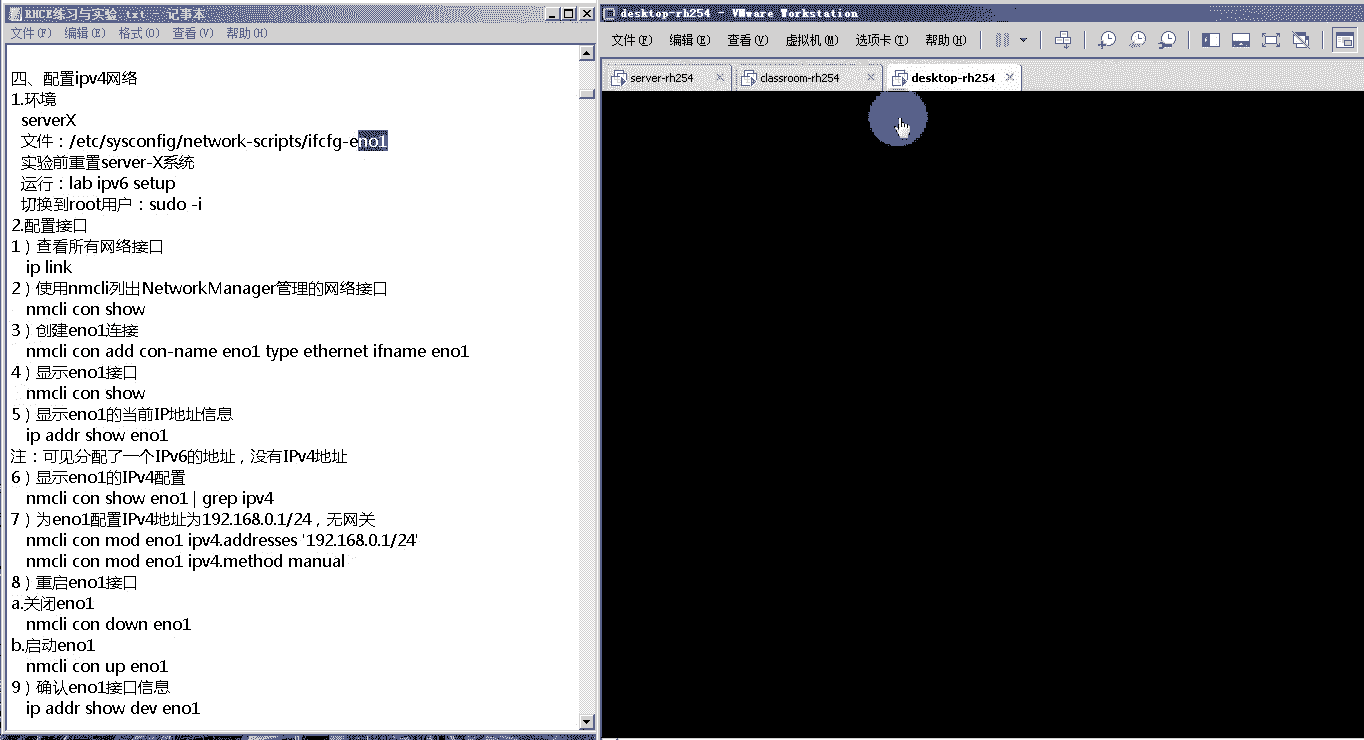 RHCE练习与实验.txt - 记事本
文件(F) 编辑(E) 格式(O) 查看(V) 帮助(H)
四、配置ipv4网络
1.环境
serverX
文件：/etc/sysconfig/network-scripts/ifcfg-eno1
实验前重置server-X系统
运行：lab ipv6 setup
切换到root用户：sudo -i
2.配置接口
1）查看所有网络接口
ip link
2）使用nmcli列出NetworkManager管理的网络接口
nmcli con show
3）创建eno1连接
nmcli con add con-name eno1 type ethernet ifname eno1
4）显示eno1接口
nmcli con show
5）显示eno1的当前IP地址信息
ip addr show eno1
注：可见分配了一个IPv6的地址，没有IPv4地址
6）显示eno1的IPv4配置
nmcli con show eno1 | grep ipv4
7）为eno1配置IPv4地址为192.168.0.1/24，无网关
nmcli con mod eno1 ipv4.addresses '192.168.0.1/24'
nmcli con mod eno1 ipv4.method manual
8）重启eno1接口
a.关闭eno1
nmcli con down eno1
b.启动eno1
nmcli con up eno1
9）确认eno1接口信息
ip addr show dev eno1
desktop-rh254 - VMware Workstation
文件(F) 编辑(E) 查看(V) 虚拟机(M) 选项卡(T) 帮助(H)
server-rh254 classroom-rh254 desktop-rh254